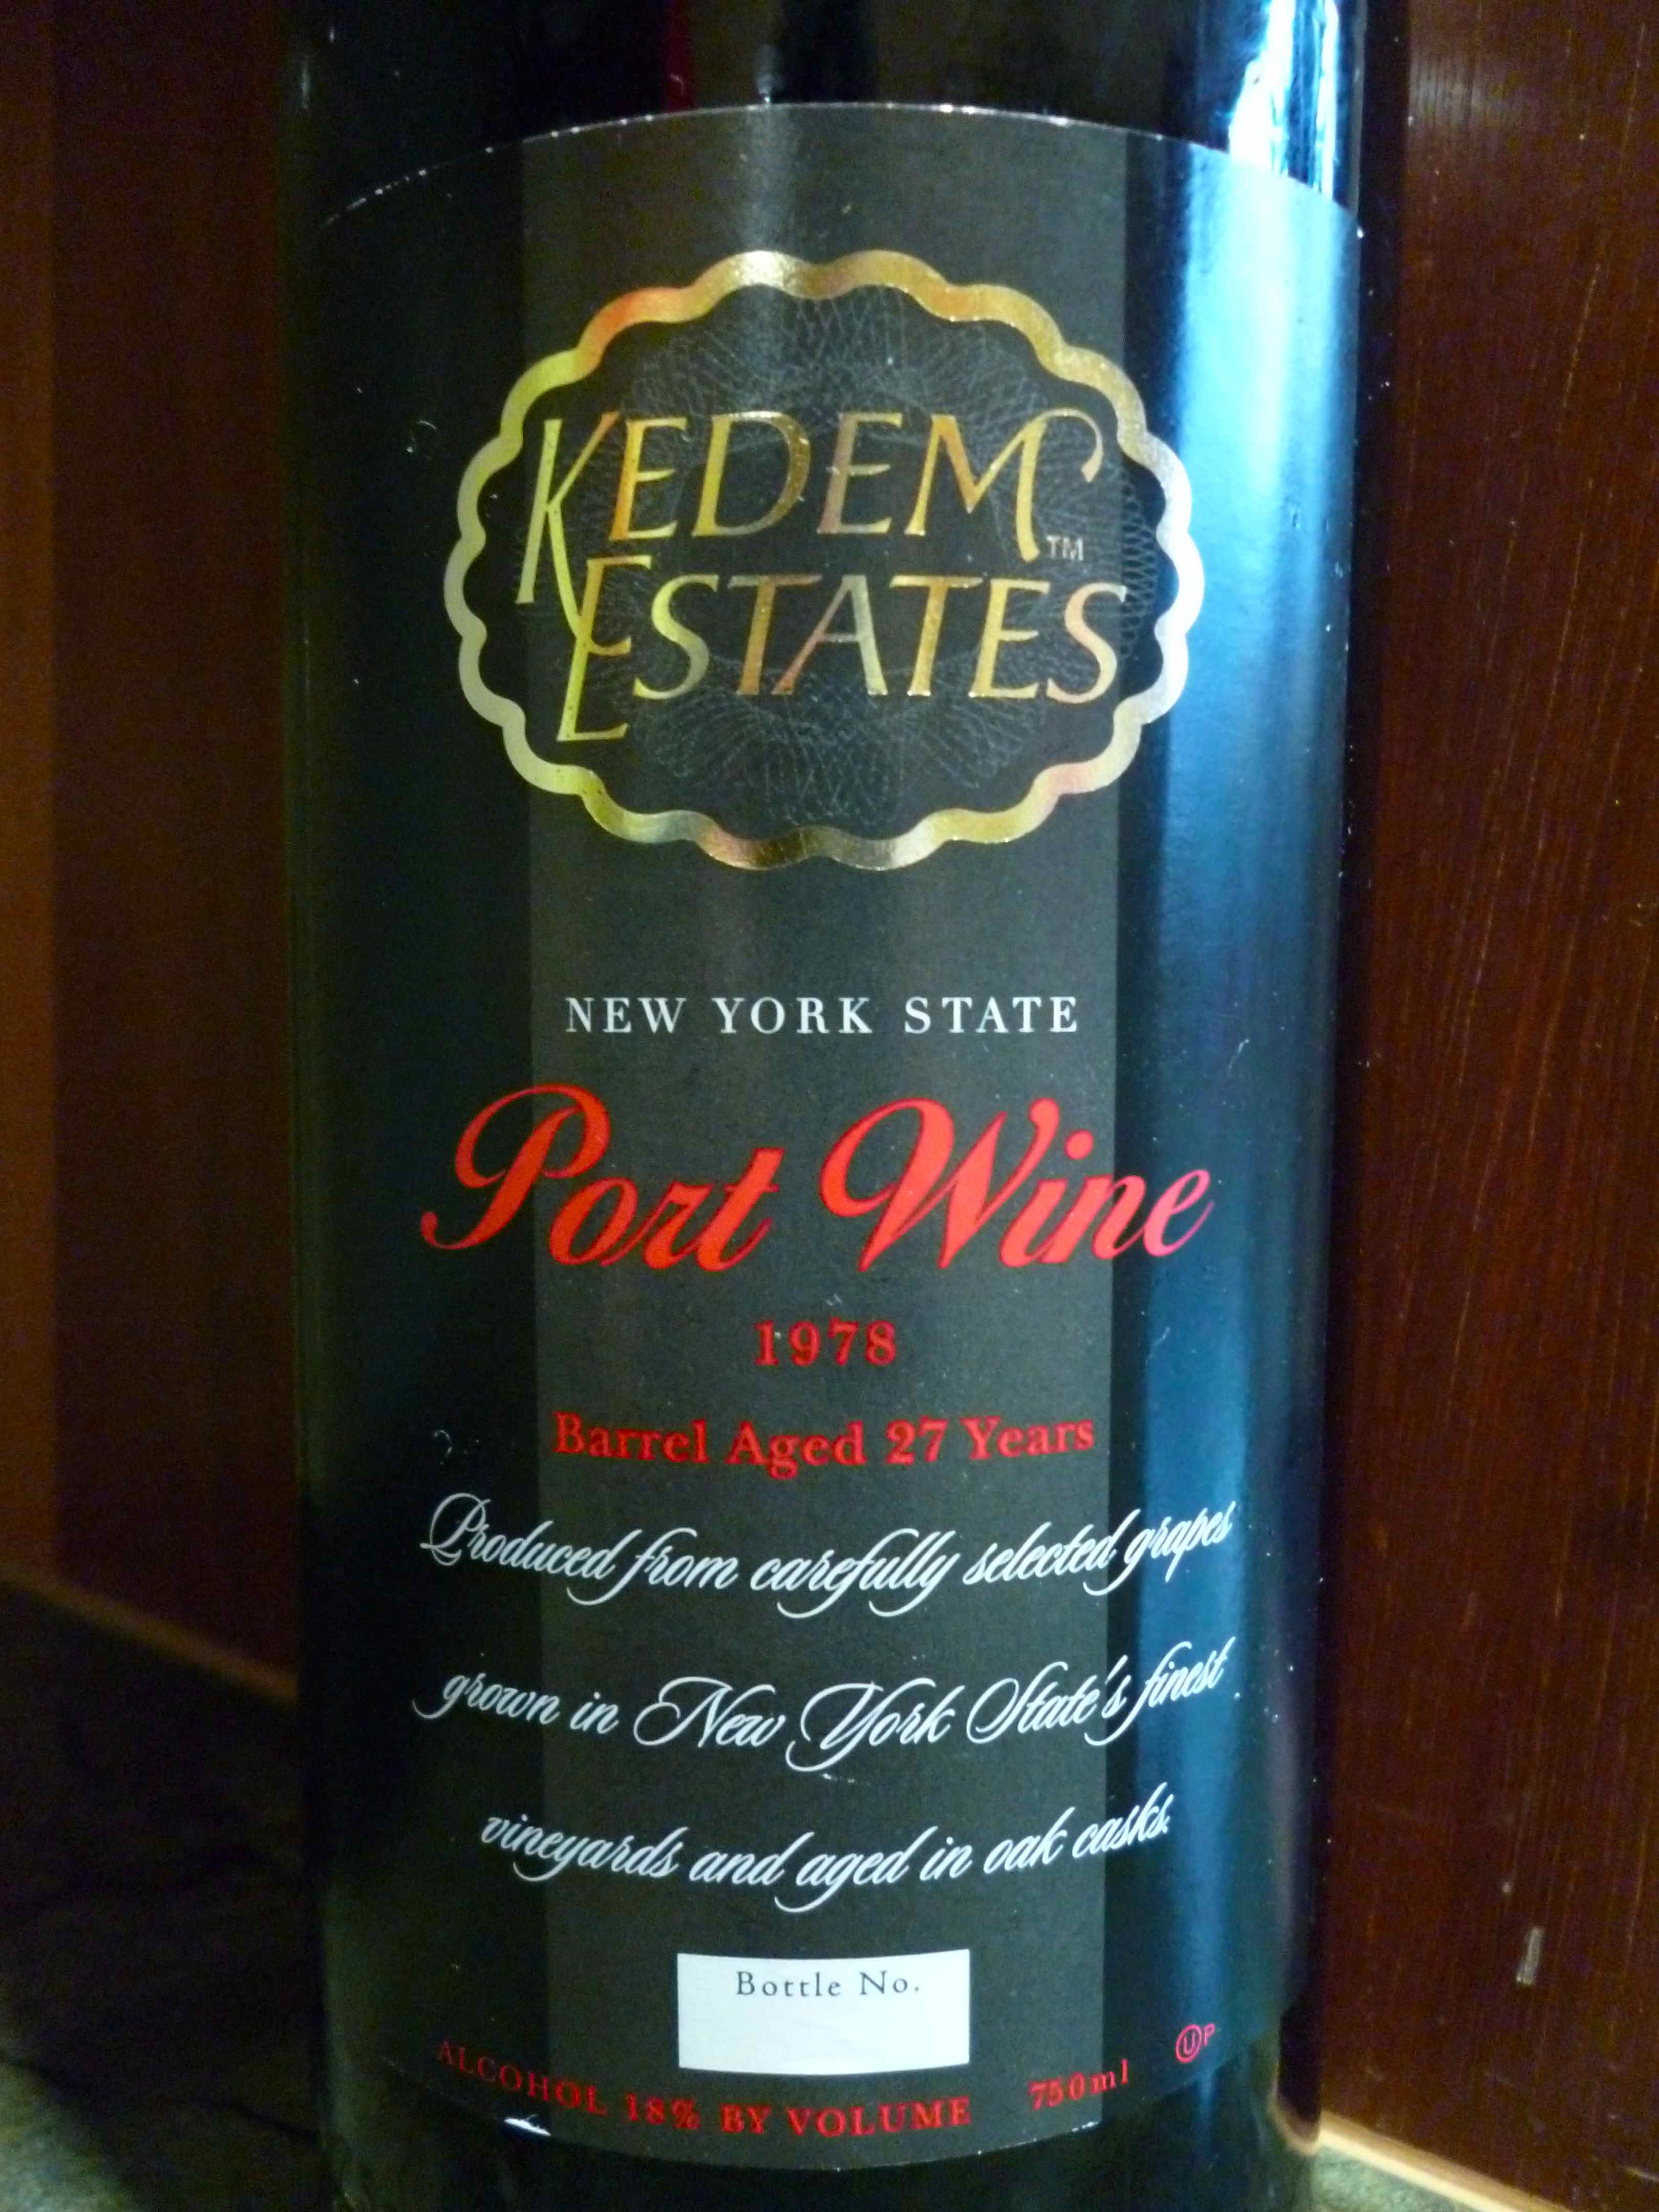 KEDEM
ESTATES
TM
NEW YORK STATE
Port Wine
1978
Barrel Aged 27 Years
Produced from carefully selected grapes
grown in New York State's finest
vineyards and aged in oak casks.
Bottle No.
ALCOHOL 18% BY VOLUME 750ml
U P